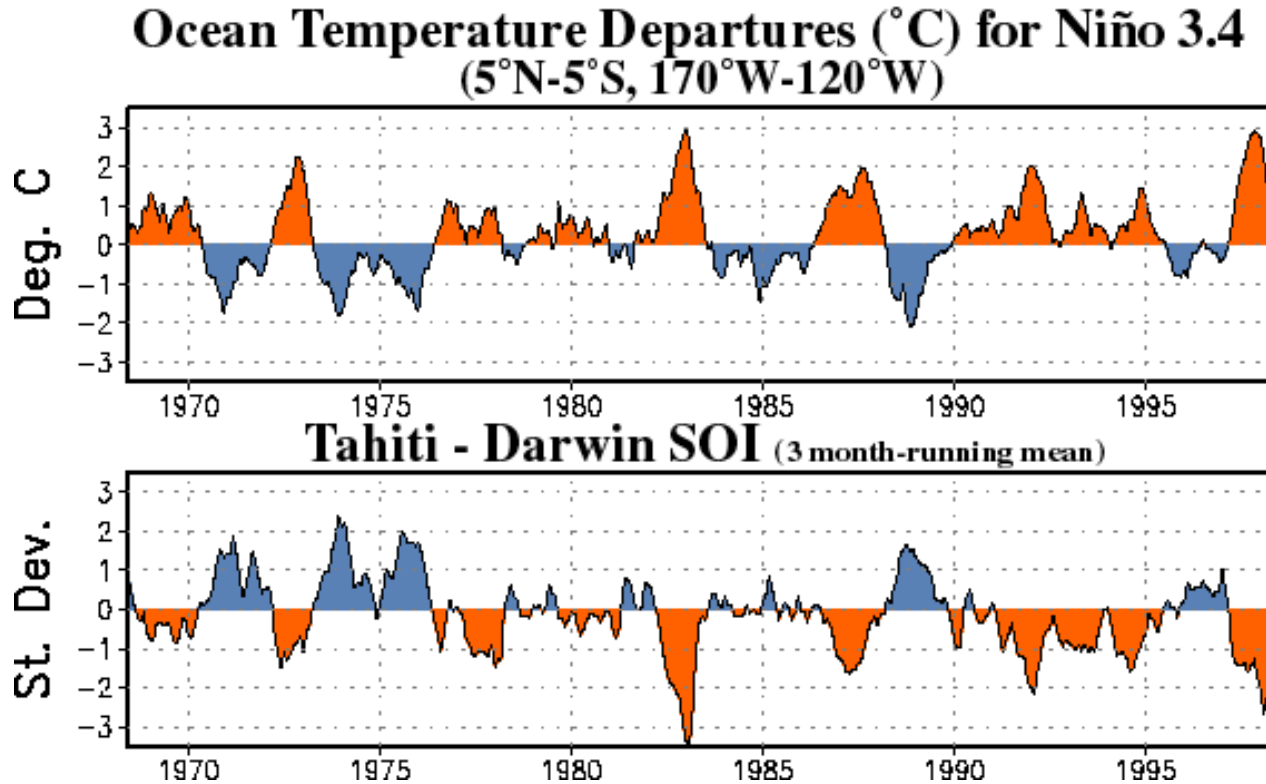 Ocean Temperature Departures (˚C) for Niño 3.4
(5˚N-5˚S, 170˚W-120˚W)
Deg. C
3
2
1
0
−1
−2
−3
1970 1975 1980 1985 1990 1995
Tahiti - Darwin SOI (3 month-running mean)
St. Dev.
3
2
1
0
−1
−2
−3
1970 1975 1980 1985 1990 1995